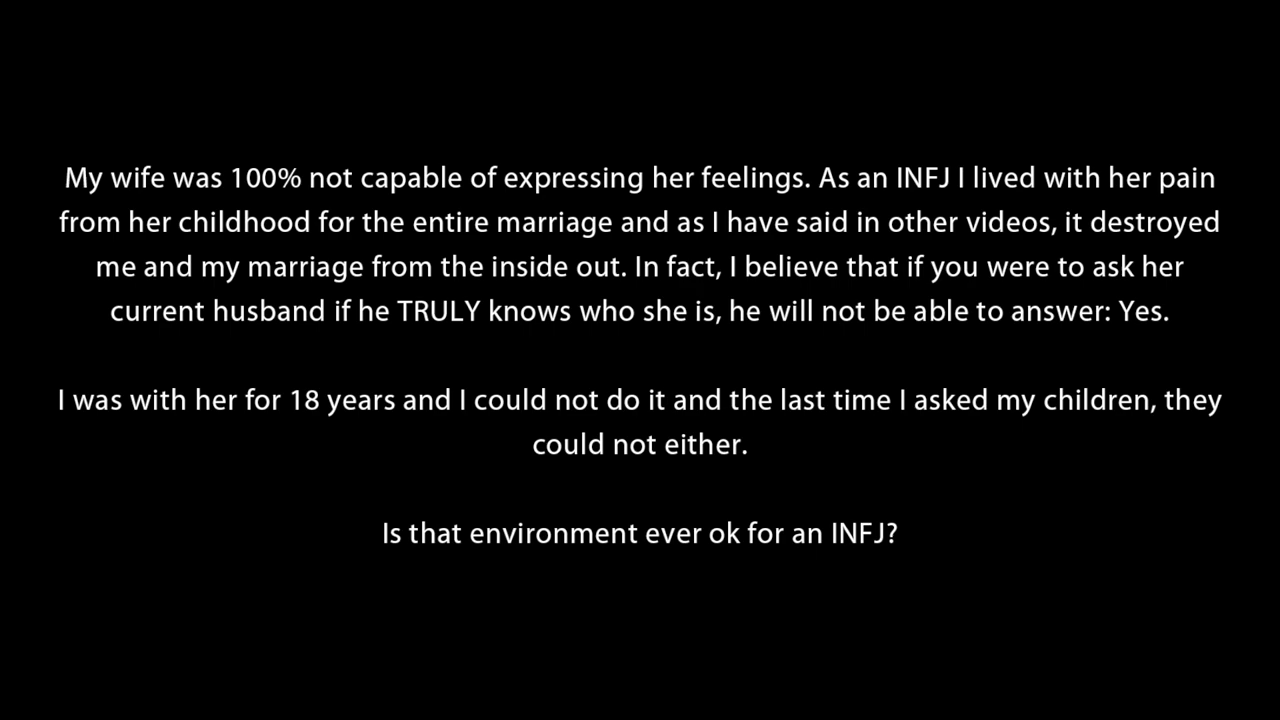 My wife was 100% not capable of expressing her feelings. As an INFJ I lived with her pain
from her childhood for the entire marriage and as I have said in other videos, it destroyed
me and my marriage from the inside out. In fact, I believe that if you were to ask her
current husband if he TRULY knows who she is, he will not be able to answer: Yes.
I was with her for 18 years and I could not do it and the last time I asked my children, they
could not either.
Is that environment ever ok for an INFJ?